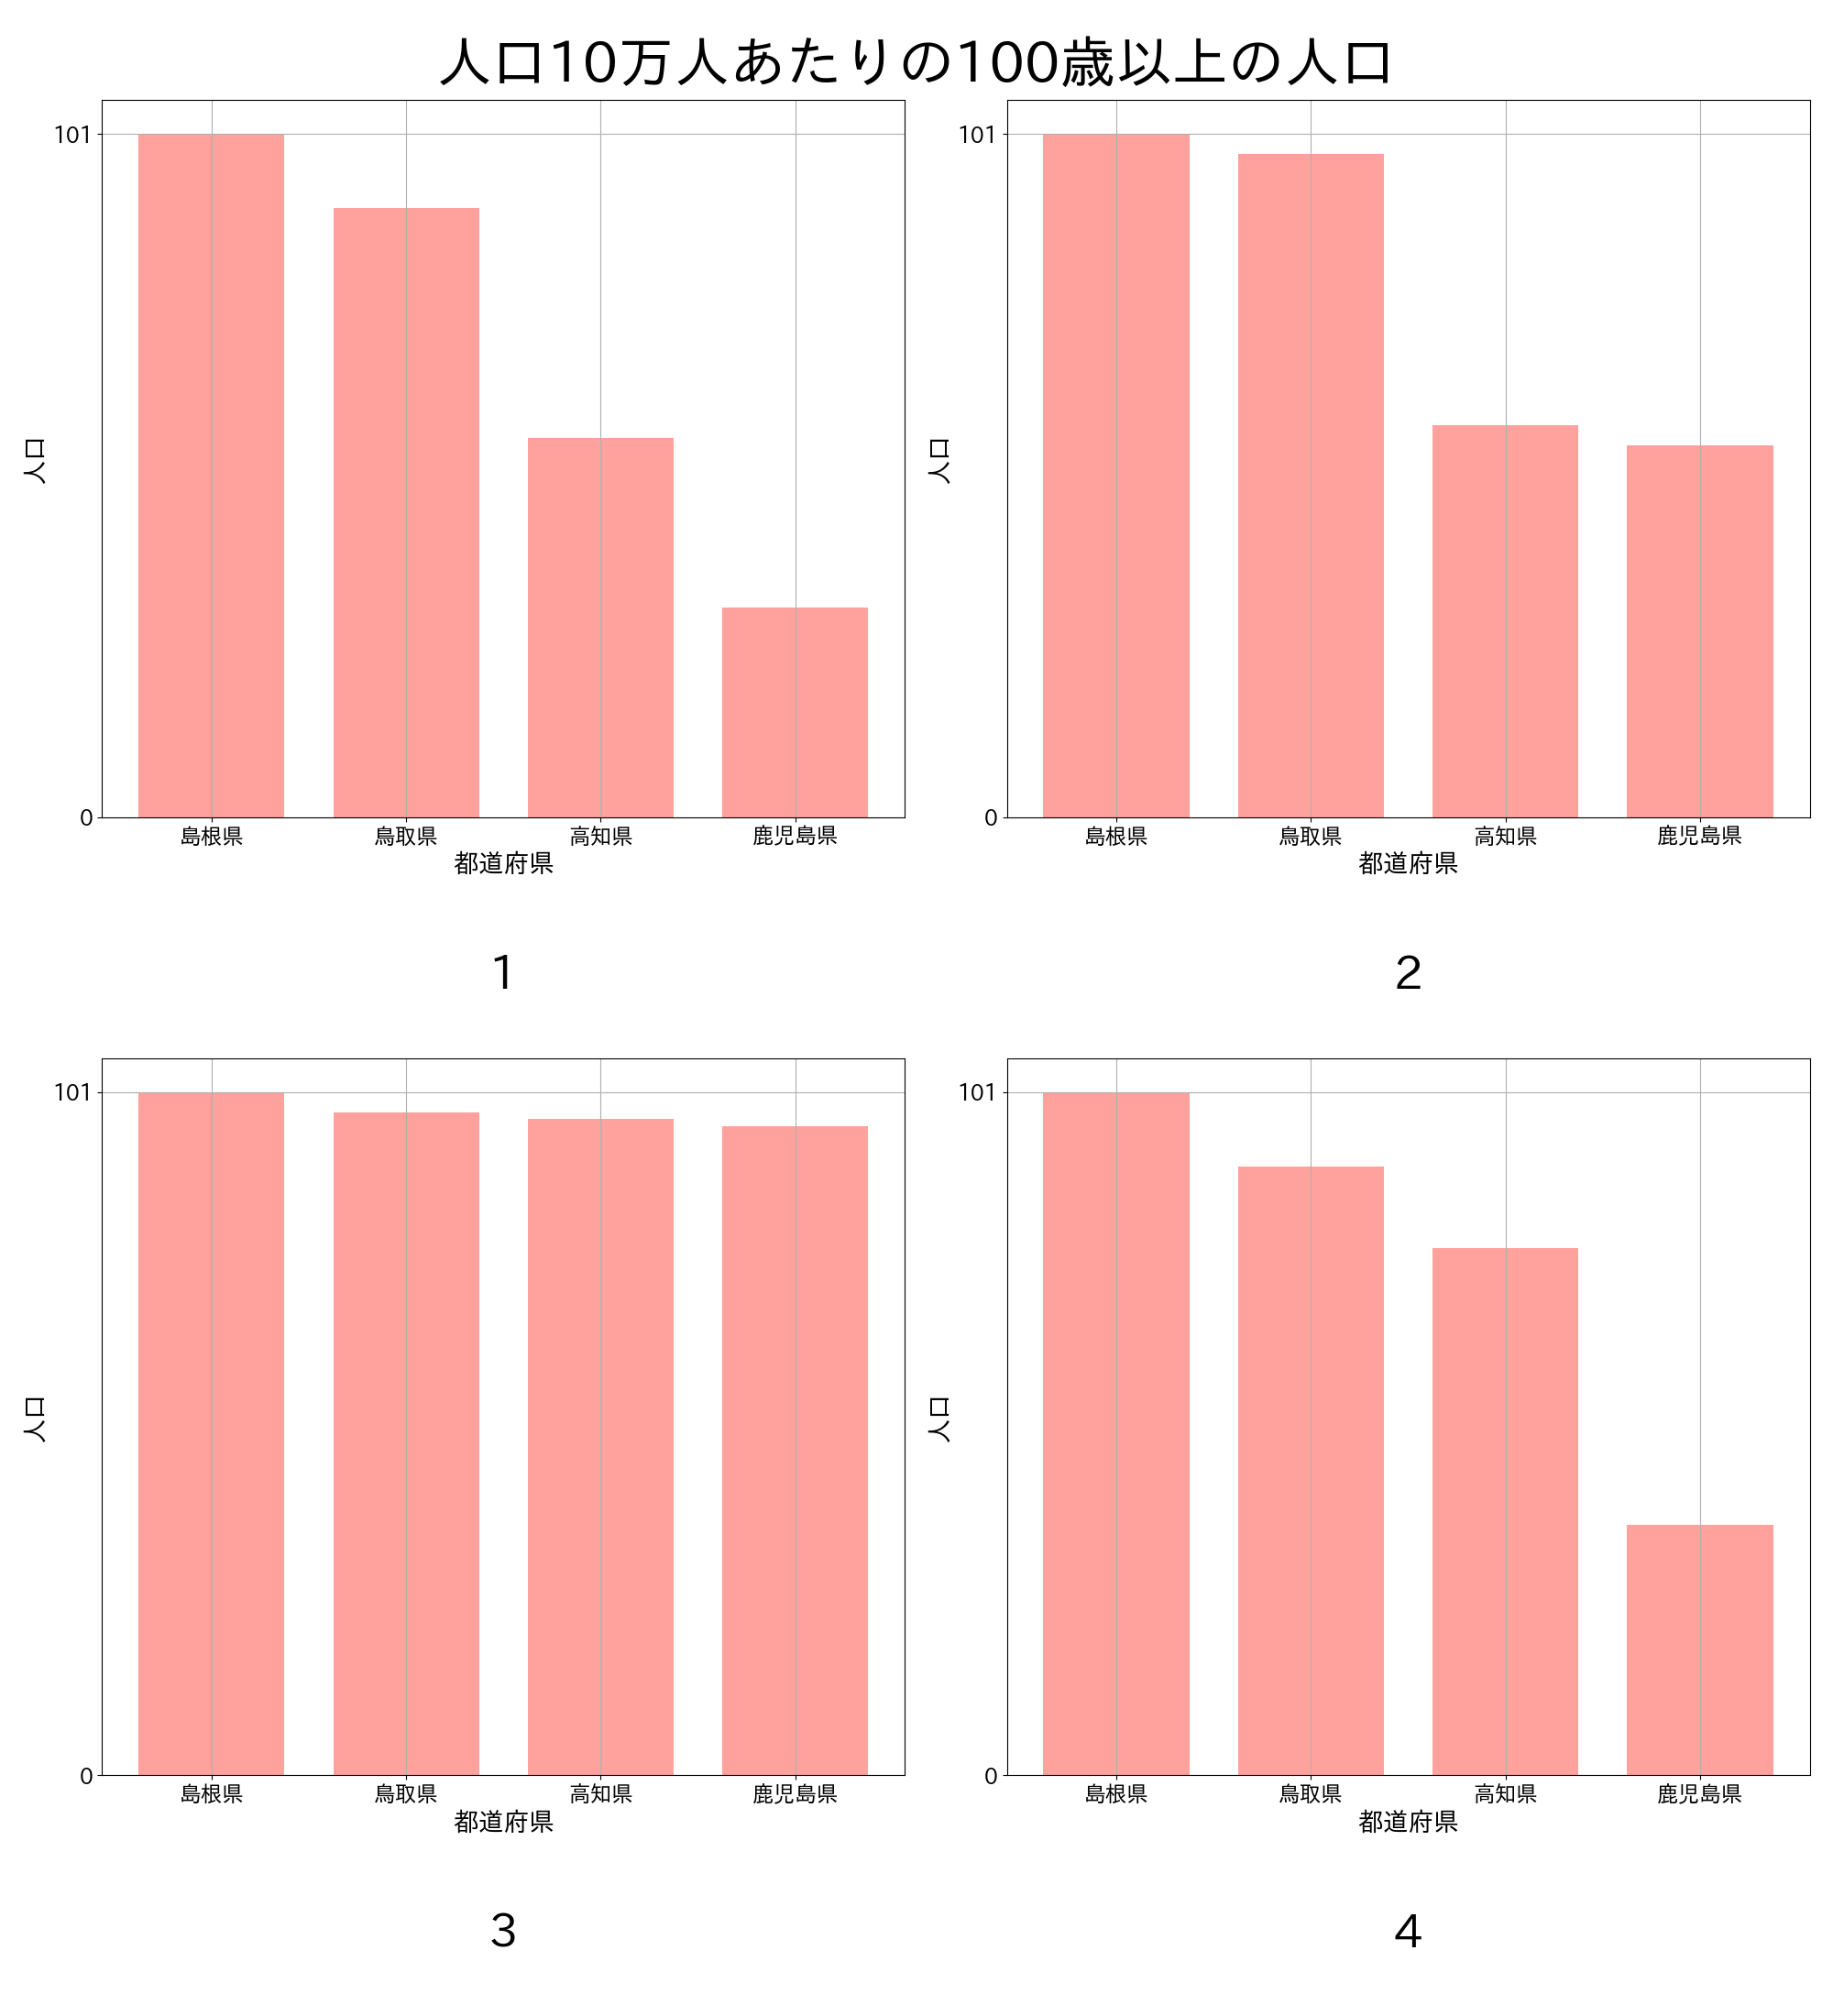 人口10万人あたりの100歳以上の人口
101
0
人口
島根県 鳥取県 高知県 鹿児島県
都道府県
1
101
0
人口
島根県 鳥取県 高知県 鹿児島県
都道府県
2
101
0
人口
島根県 鳥取県 高知県 鹿児島県
都道府県
3
101
0
人口
島根県 鳥取県 高知県 鹿児島県
都道府県
4